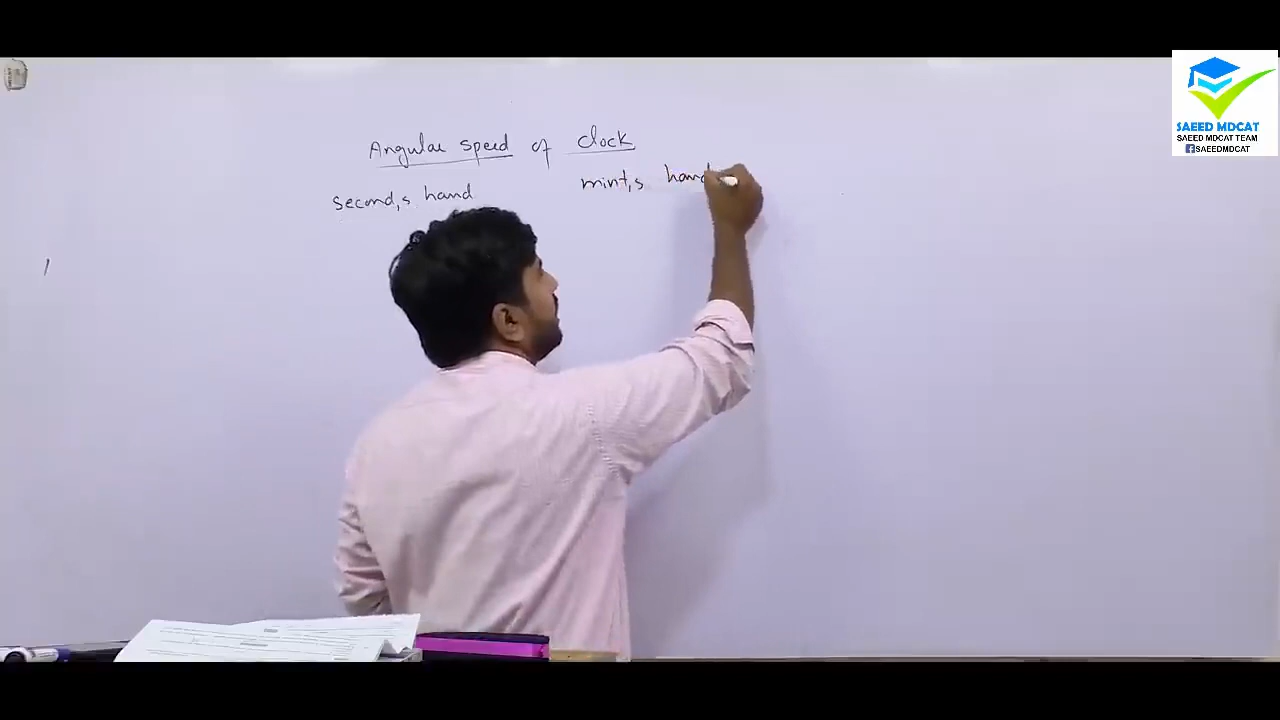 Angular speed of clock
second,s hand
mint,s hand
SAEED MDCAT
SAEED MDCAT TEAM
SAEEDMDCAT